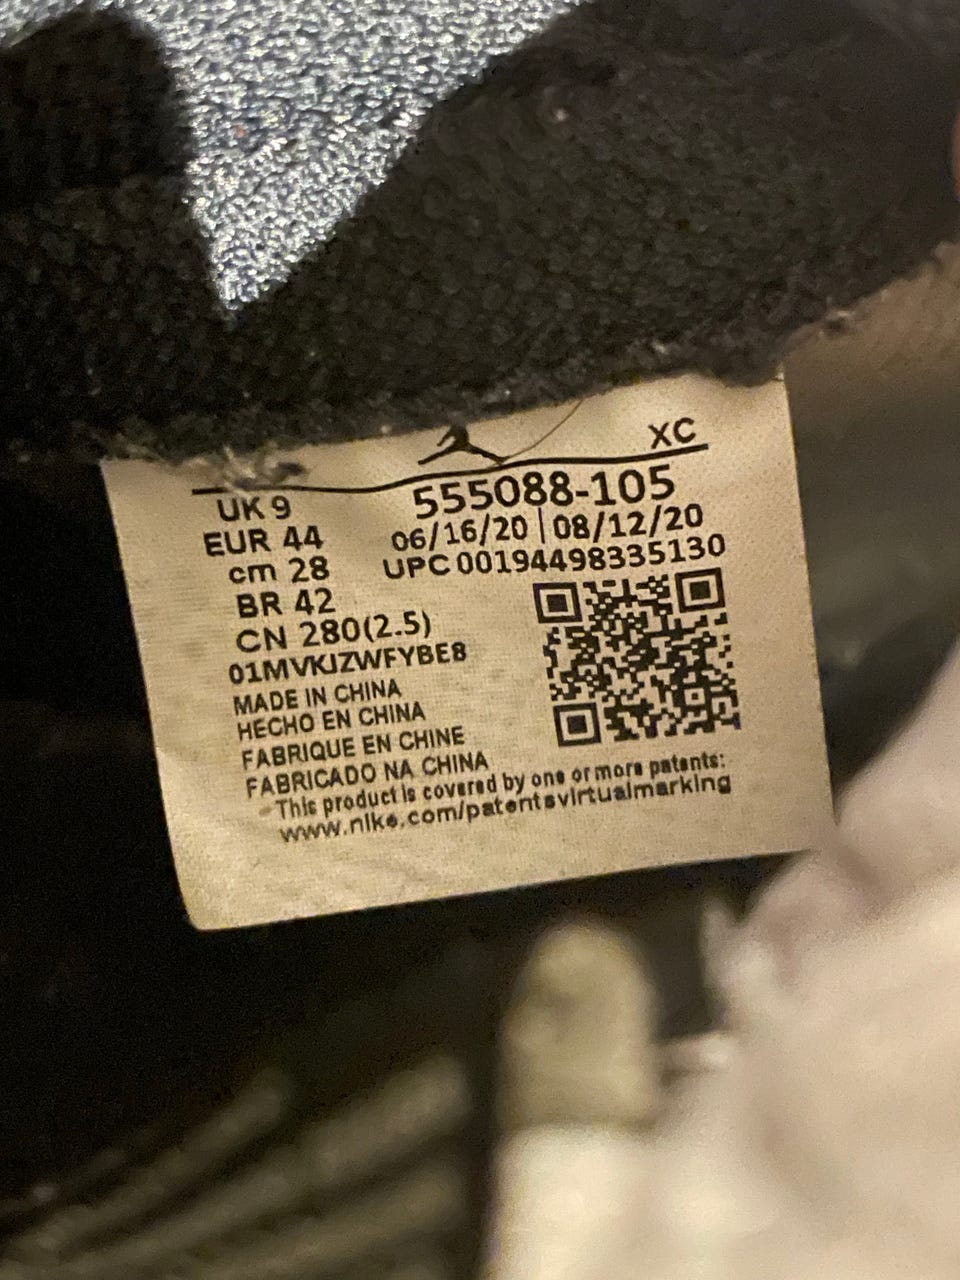 XC
UK 9
EUR 44
cm 28
BR 42
CN 280(2.5)
01MVKJZWFYBE8
555088-105
06/16/20 | 08/12/20
UPC 00194498335130
MADE IN CHINA
HECHO EN CHINA
FABRIQUE EN CHINE
FABRICADO NA CHINA
This product is covered by one or more patents:
www.nike.com/patentsvirtualmarking